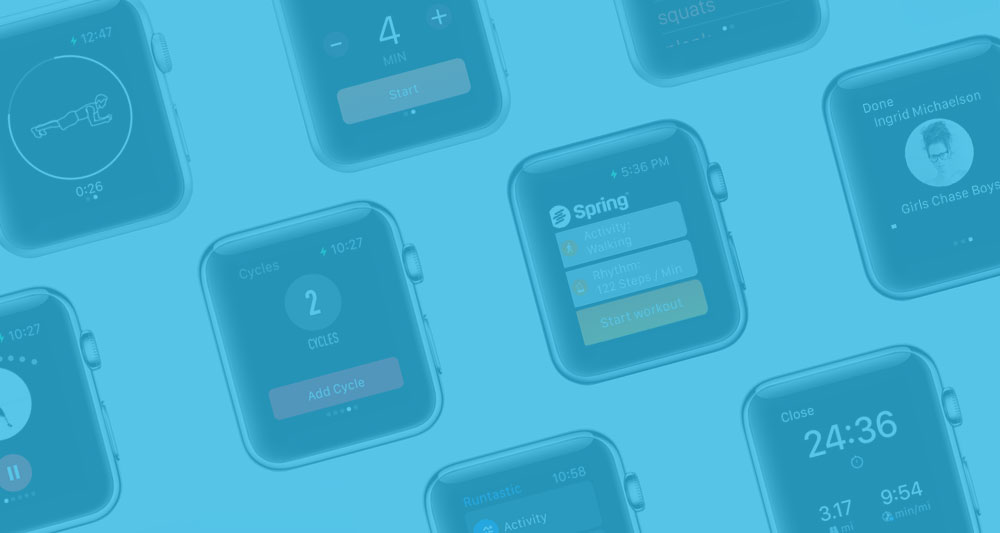 12:47
0:26
4
MIN
Start
squats
Done
Ingrid Michaelson
Girls Chase Boys
Cycles
10:27
2
CYCLES
Add Cycle
5:36 PM
Spring
Activity:
Walking
Rhythm:
122 Steps / Min
Start workout
10:27
Runtastic
10:58
Activity
Close
24:36
3.17
mi
9:54
min/mi